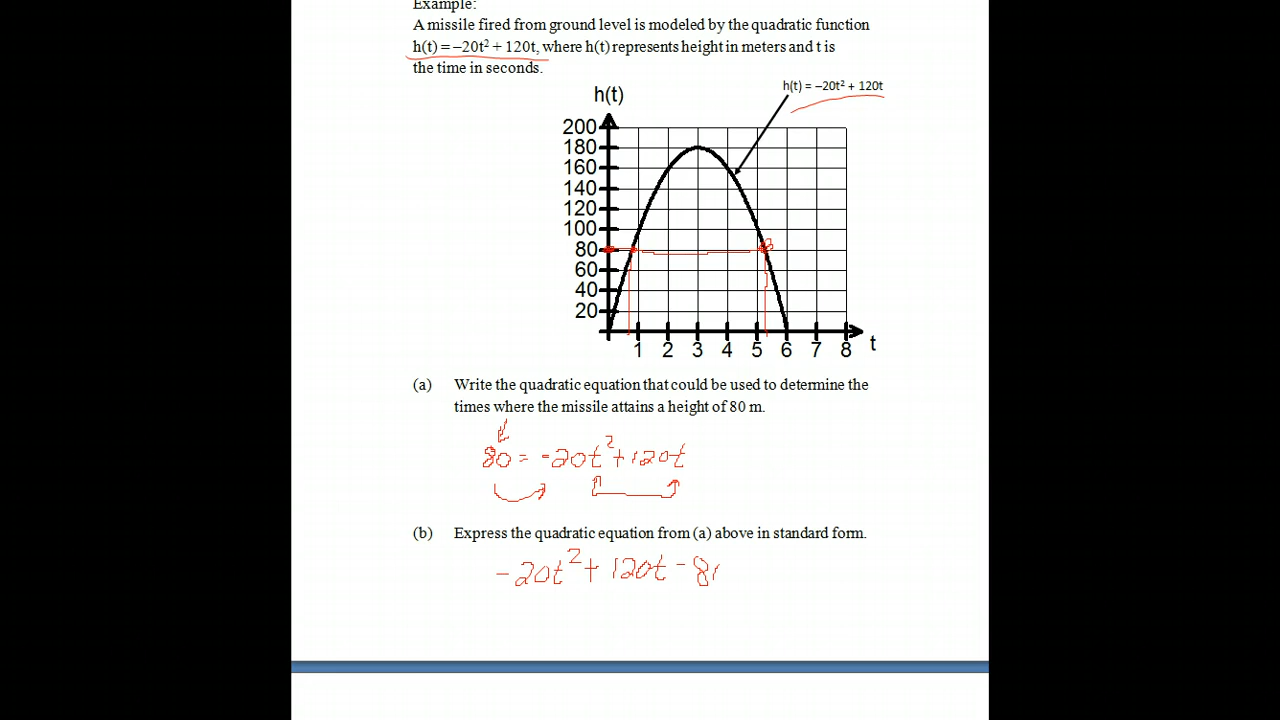 Example:
A missile fired from ground level is modeled by the quadratic function
h(t) = –20t² + 120t, where h(t) represents height in meters and t is
the time in seconds.
h(t) = –20t² + 120t
h(t)
200
180
160
140
120
100
80
60
40
20
1 2 3 4 5 6 7 8 t
(a) Write the quadratic equation that could be used to determine the
times where the missile attains a height of 80 m.
80 = -20t² + 120t
(b) Express the quadratic equation from (a) above in standard form.
-20t² + 120t - 8